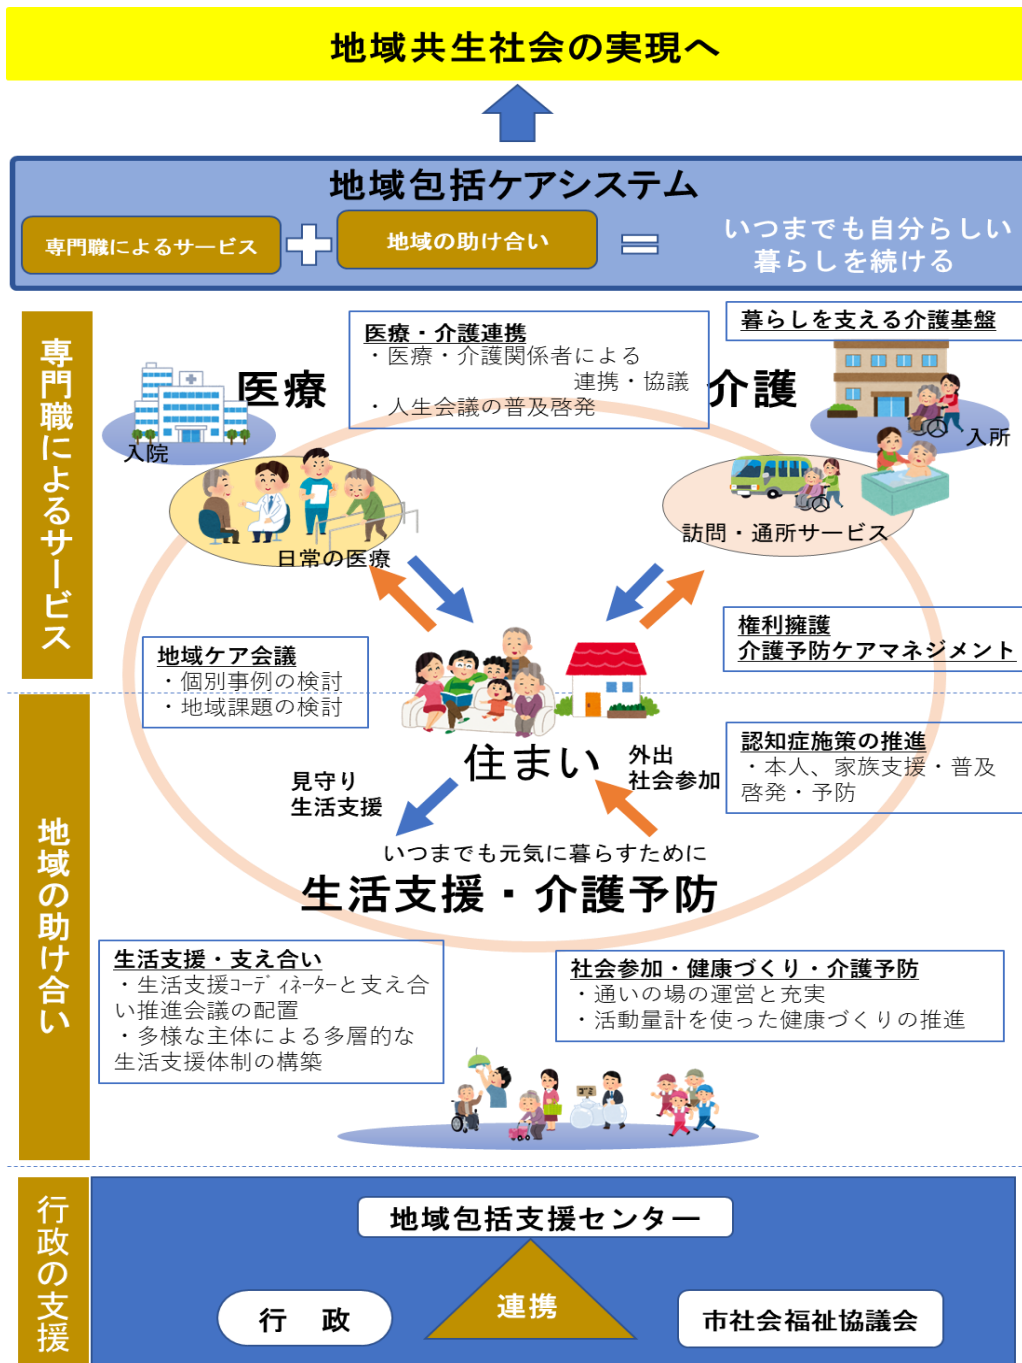 地域共生社会の実現へ
地域包括ケアシステム
専門職によるサービス
地域の助け合い
いつまでも自分らしい
暮らしを続ける
専門職によるサービス
医療・介護連携
・医療・介護関係者による
連携・協議
・人生会議の普及啓発
暮らしを支える介護基盤
医療
介護
入院
入所
日常の医療
訪問・通所サービス
権利擁護
介護予防ケアマネジメント
地域ケア会議
・個別事例の検討
・地域課題の検討
住まい
外出
社会参加
見守り
生活支援
認知症施策の推進
・本人、家族支援・普及
啓発・予防
地域の助け合い
いつまでも元気に暮らすために
生活支援・介護予防
生活支援・支え合い
・生活支援ｺｰﾃﾞｨﾈｰﾀｰと支え合
い推進会議の配置
・多様な主体による多層的な
生活支援体制の構築
社会参加・健康づくり・介護予防
・通いの場の運営と充実
・活動量計を使った健康づくりの推進
ゴミ
行政の支援
地域包括支援センター
連携
行　政
市社会福祉協議会